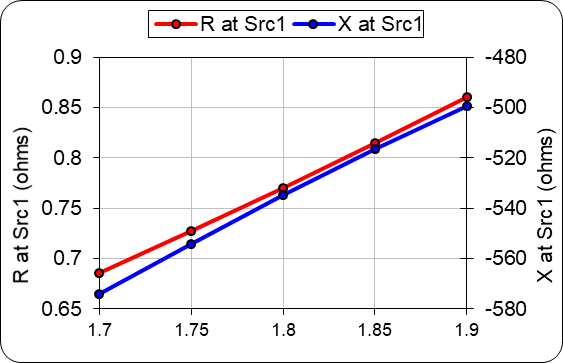 R at Src1 X at Src1
0.9 -480
0.85 -500
0.8 -520
0.75 -540
0.7 -560
0.65 -580
1.7 1.75 1.8 1.85 1.9
R at Src1 (ohms)
X at Src1 (ohms)